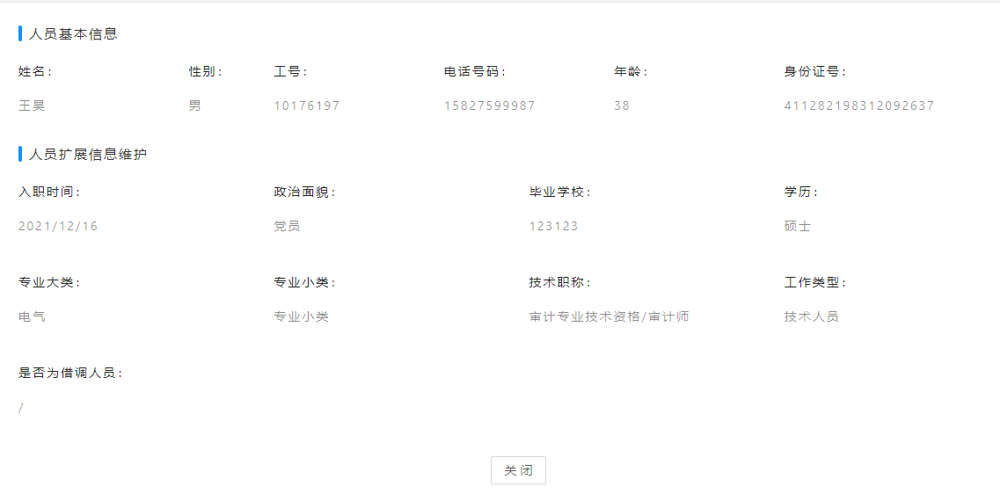 人员基本信息
姓名: 性别: 工号: 电话号码: 年龄: 身份证号:
王昊 男 10176197 15827599987 38 411282198312092637
人员扩展信息维护
入职时间: 政治面貌: 毕业学校: 学历:
2021/12/16 党员 123123 硕士
专业大类: 专业小类: 技术职称: 工作类型:
电气 专业小类 审计专业技术资格/审计师 技术人员
是否为借调人员:
/
关闭